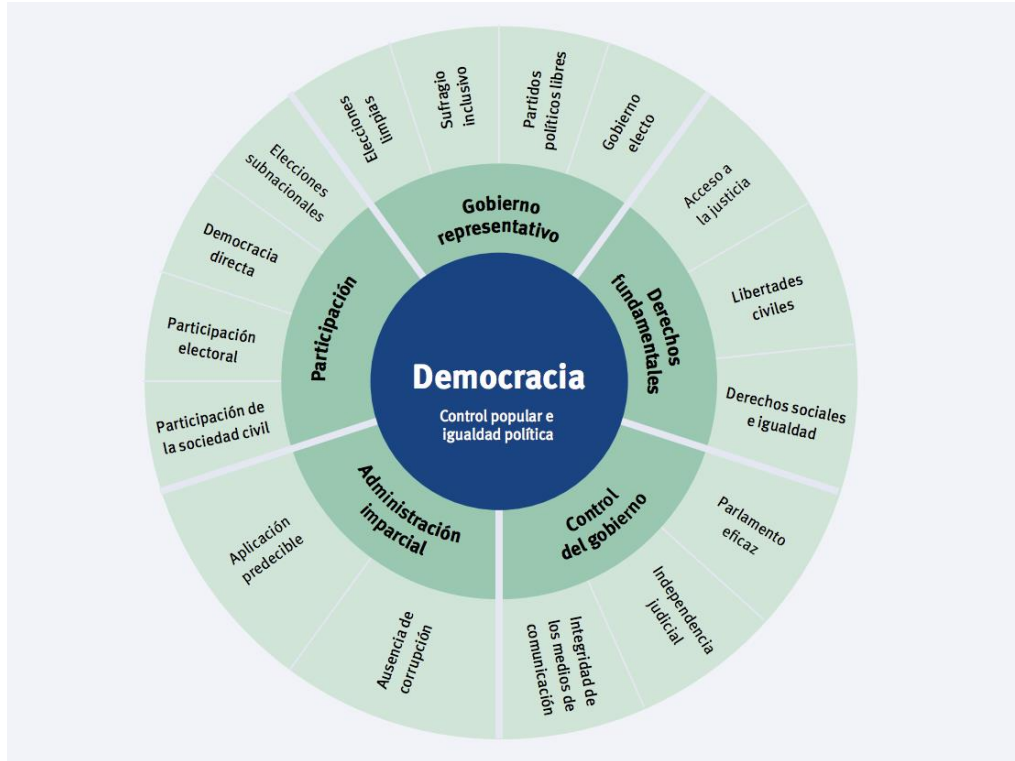 Democracia
Control popular e
igualdad política
Gobierno
representativo
Elecciones
limpias
Sufragio
inclusivo
Partidos
políticos libres
Gobierno
electo
Derechos
fundamentales
Acceso a
la justicia
Libertades
civiles
Derechos sociales
e igualdad
Control
del gobierno
Parlamento
eficaz
Independencia
judicial
Integridad de
los medios de
comunicación
Administración
imparcial
Ausencia de
corrupción
Aplicación
predecible
Participación
Participación de
la sociedad civil
Participación
electoral
Democracia
directa
Elecciones
subnacionales